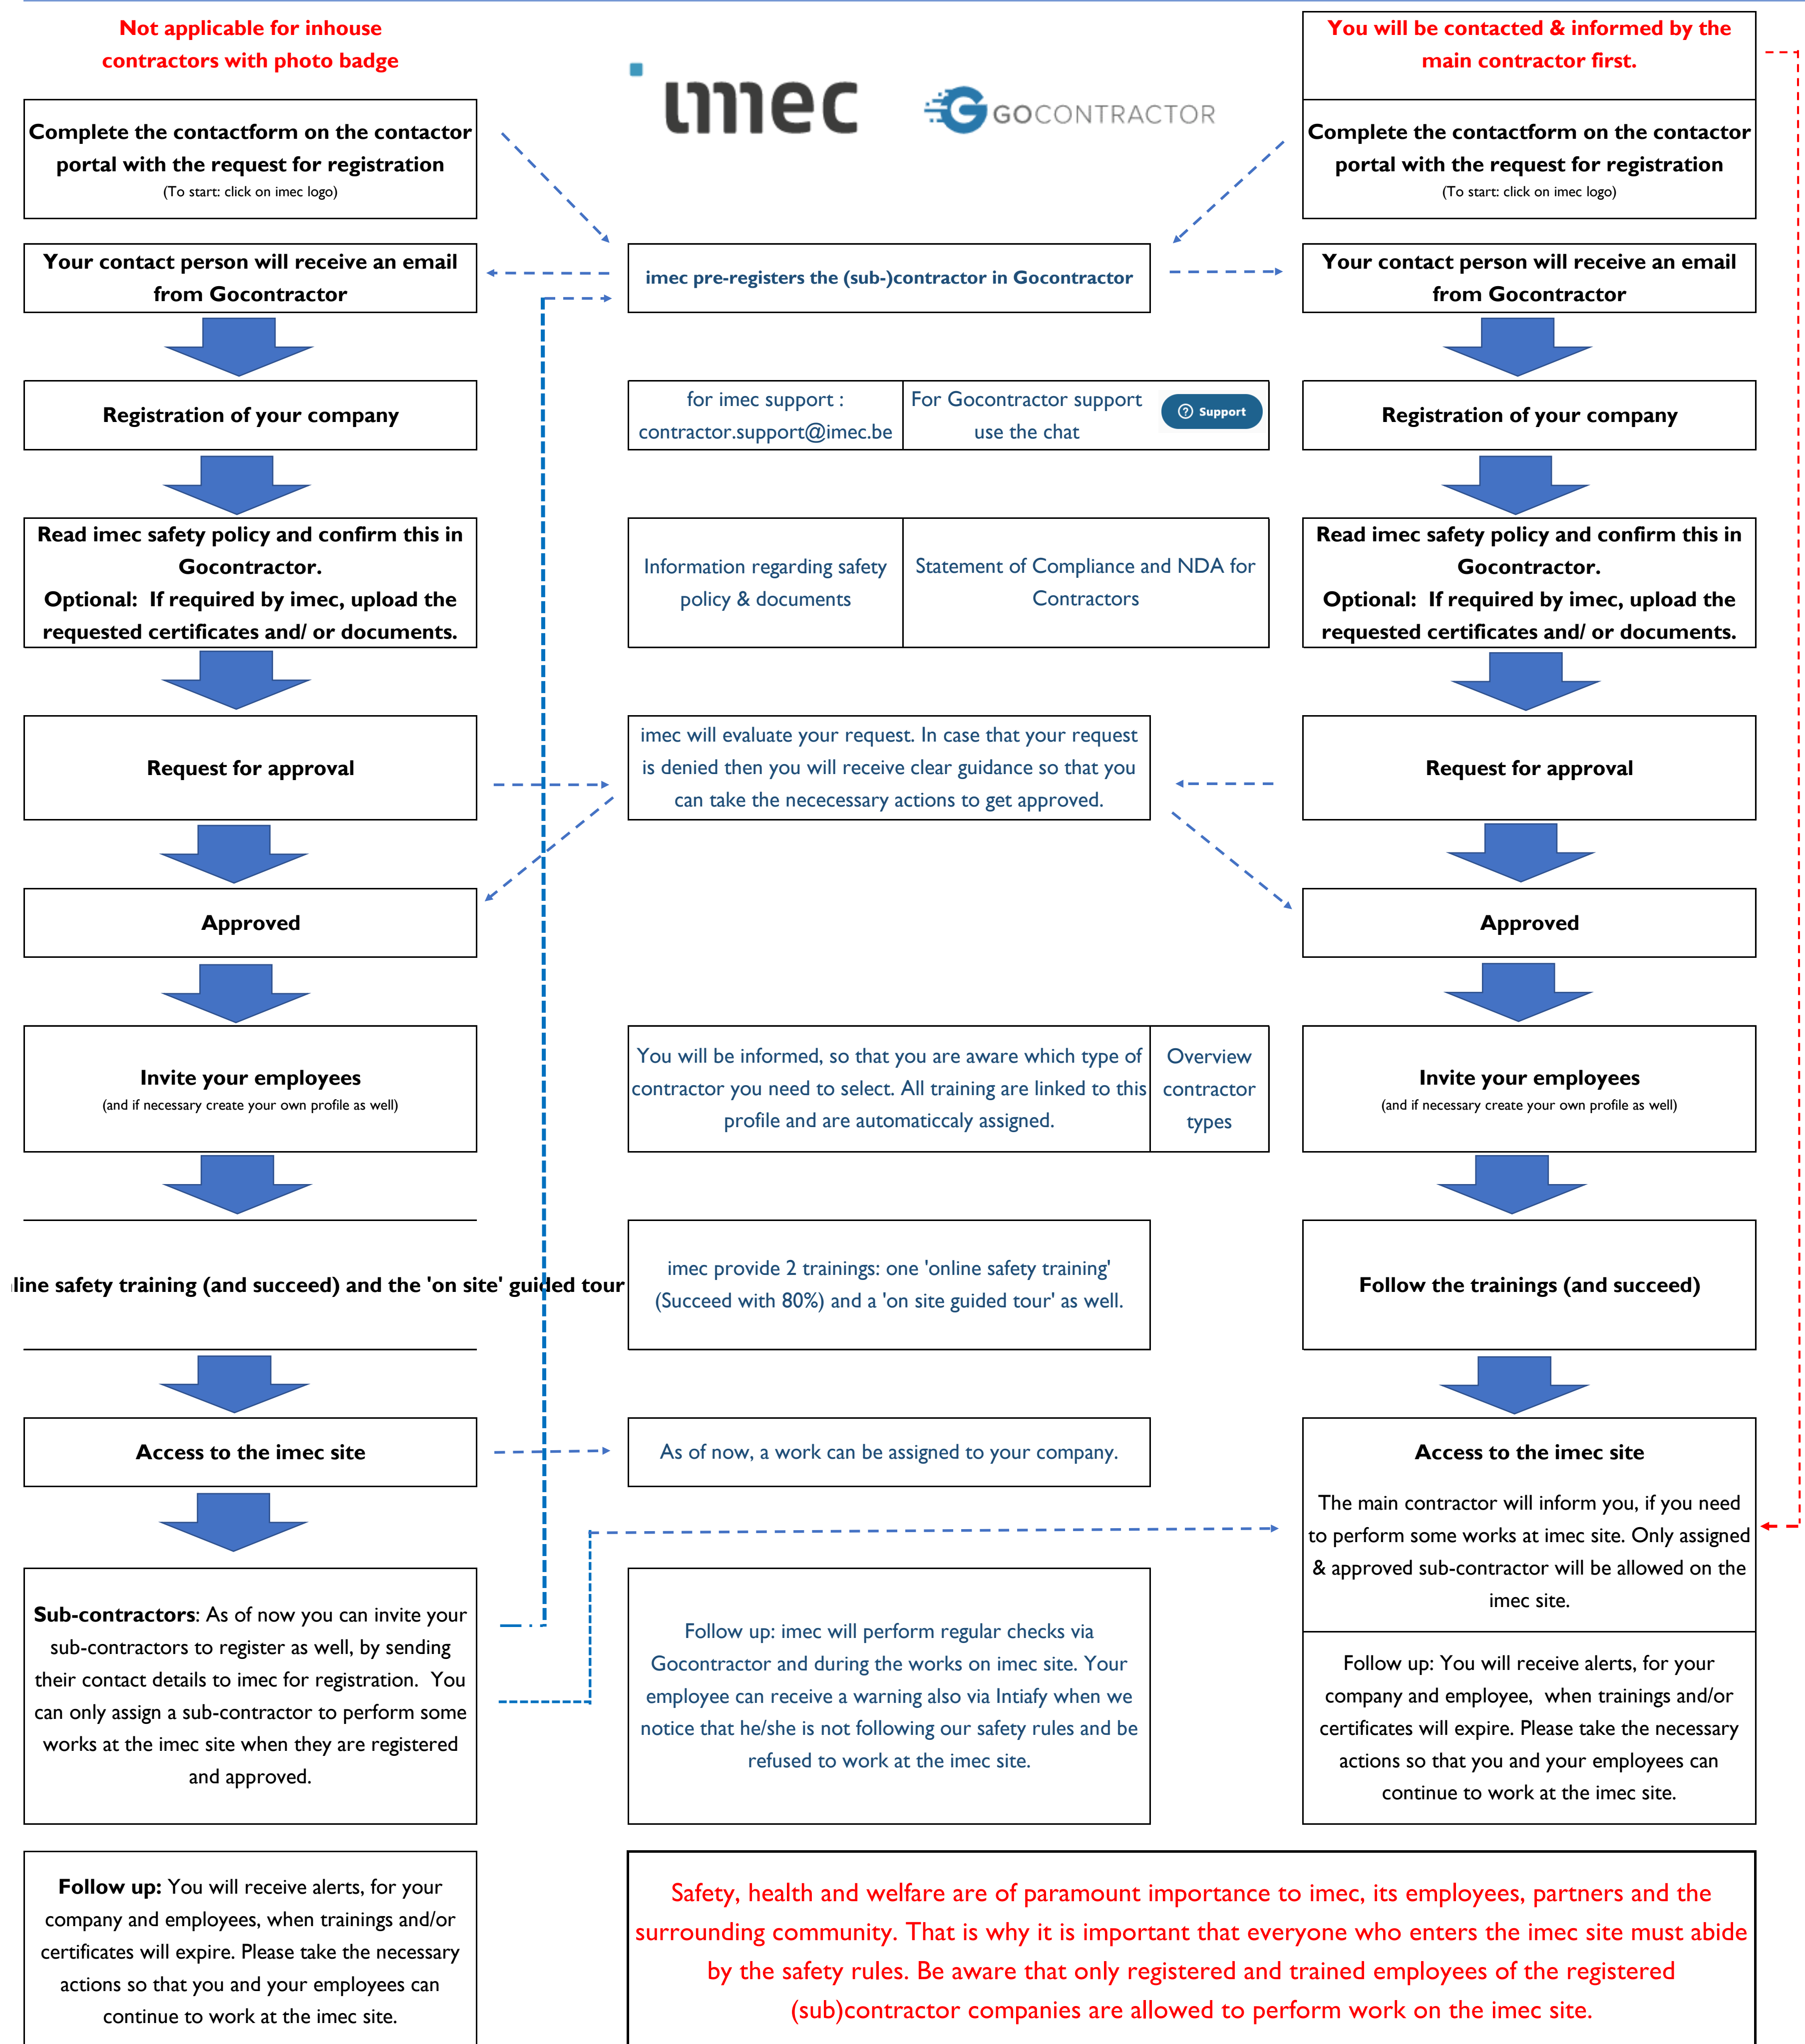 Not applicable for inhouse
contractors with photo badge
Complete the contactform on the contactor
portal with the request for registration
(To start: click on imec logo)
Your contact person will receive an email
from Gocontractor
Registration of your company
Read imec safety policy and confirm this in
Gocontractor.
Optional: If required by imec, upload the
requested certificates and/ or documents.
Request for approval
Approved
Invite your employees
(and if necessary create your own profile as well)
safety training (and succeed) and the 'on site' guided tour
Access to the imec site
Sub-contractors: As of now you can invite your
sub-contractors to register as well, by sending
their contact details to imec for registration. You
can only assign a sub-contractor to perform some
works at the imec site when they are registered
and approved.
Follow up: You will receive alerts, for your
company and employees, when trainings and/or
certificates will expire. Please take the necessary
actions so that you and your employees can
continue to work at the imec site.
imec
GOCONTRACTOR
imec pre-registers the (sub-)contractor in Gocontractor
for imec support :
contractor.support@imec.be
For Gocontractor support
use the chat
Support
Information regarding safety
policy & documents
Statement of Compliance and NDA for
Contractors
imec will evaluate your request. In case that your request
is denied then you will receive clear guidance so that you
can take the nececessary actions to get approved.
You will be informed, so that you are aware which type of
contractor you need to select. All training are linked to this
profile and are automaticcaly assigned.
Overview
contractor
types
imec provide 2 trainings: one 'online safety training'
(Succeed with 80%) and a 'on site guided tour' as well.
As of now, a work can be assigned to your company.
Follow up: imec will perform regular checks via
Gocontractor and during the works on imec site. Your
employee can receive a warning also via Intiafy when we
notice that he/she is not following our safety rules and be
refused to work at the imec site.
You will be contacted & informed by the
main contractor first.
Complete the contactform on the contactor
portal with the request for registration
(To start: click on imec logo)
Your contact person will receive an email
from Gocontractor
Registration of your company
Read imec safety policy and confirm this in
Gocontractor.
Optional: If required by imec, upload the
requested certificates and/ or documents.
Request for approval
Approved
Invite your employees
(and if necessary create your own profile as well)
Follow the trainings (and succeed)
Access to the imec site
The main contractor will inform you, if you need
to perform some works at imec site. Only assigned
& approved sub-contractor will be allowed on the
imec site.
Follow up: You will receive alerts, for your
company and employee, when trainings and/or
certificates will expire. Please take the necessary
actions so that you and your employees can
continue to work at the imec site.
Safety, health and welfare are of paramount importance to imec, its employees, partners and the
surrounding community. That is why it is important that everyone who enters the imec site must abide
by the safety rules. Be aware that only registered and trained employees of the registered
(sub)contractor companies are allowed to perform work on the imec site.